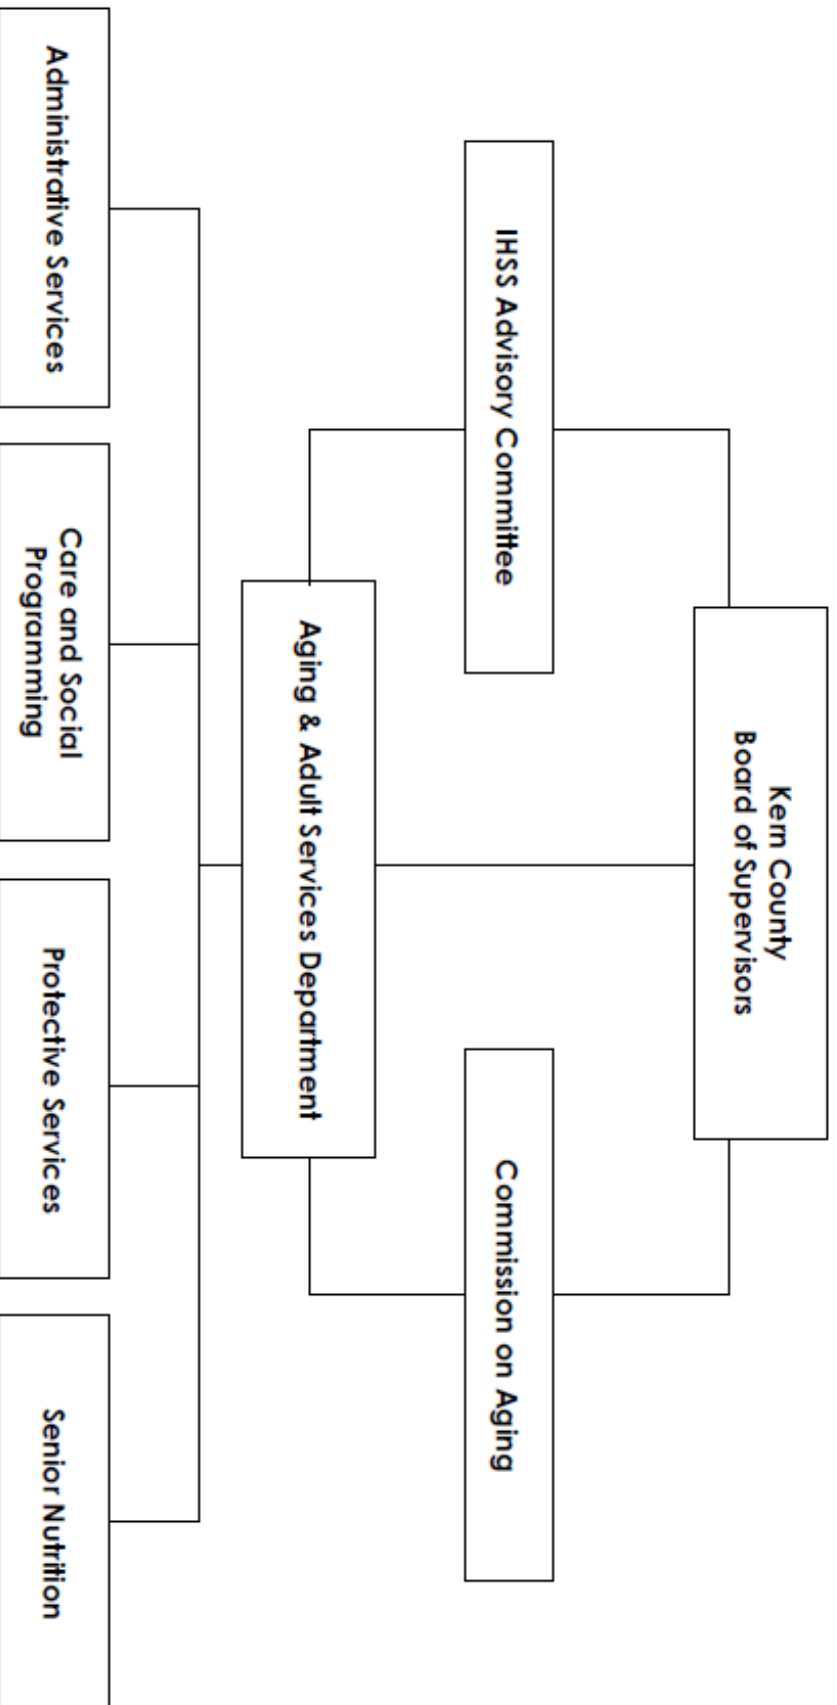 Kern County
Board of Supervisors
IHSS Advisory Committee
Commission on Aging
Aging & Adult Services Department
Administrative Services
Care and Social
Programming
Protective Services
Senior Nutrition